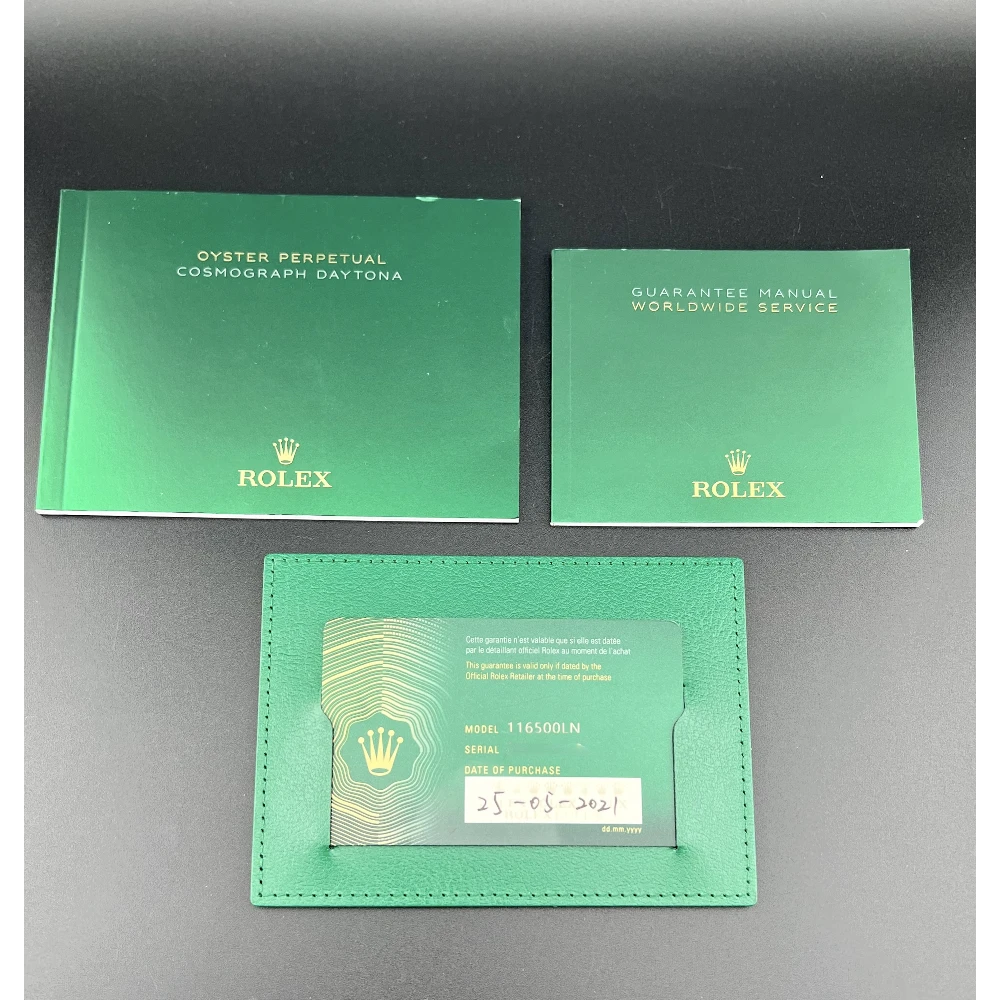 OYSTER PERPETUAL
COSMOGRAPH DAYTONA
ROLEX
GUARANTEE MANUAL
WORLDWIDE SERVICE
ROLEX
Cette garantie n'est valable que si elle est datée
par le détaillant officiel Rolex au moment de l'achat
This guarantee is valid only if dated by the
Official Rolex Retailer at the time of purchase
MODEL 116500LN
SERIAL
DATE OF PURCHASE
25-05-2021
dd.mm.yyyy